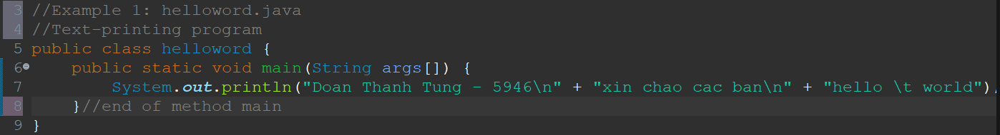 3 //Example 1: helloword.java
4 //Text-printing program
5 public class helloword {
6 public static void main(String args[]) {
7 System.out.println("Doan Thanh Tung - 5946\n" + "xin chao cac ban\n" + "hello \t world")
8 }//end of method main
9 }